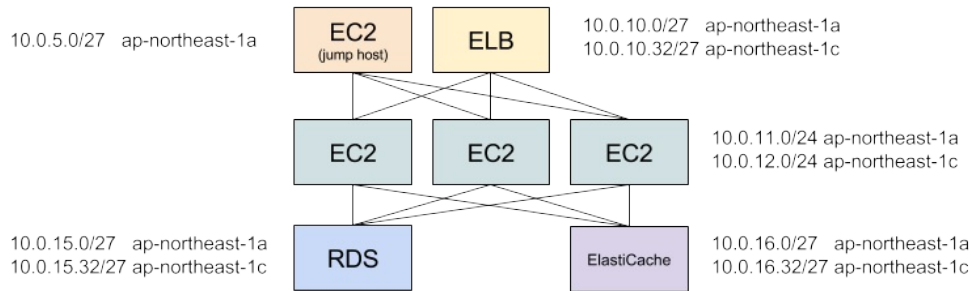 10.0.5.0/27 ap-northeast-1a
EC2
(jump host)
ELB
10.0.10.0/27 ap-northeast-1a
10.0.10.32/27 ap-northeast-1c
EC2
EC2
EC2
10.0.11.0/24 ap-northeast-1a
10.0.12.0/24 ap-northeast-1c
10.0.15.0/27 ap-northeast-1a
10.0.15.32/27 ap-northeast-1c
RDS
ElastiCache
10.0.16.0/27 ap-northeast-1a
10.0.16.32/27 ap-northeast-1c